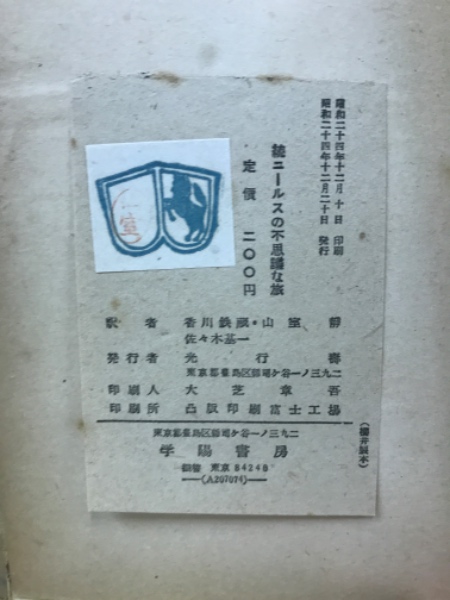 昭和二十四年十二月十日 印刷
昭和二十四年十二月二十日 発行
続ニールスの不思議な旅
定価 二〇〇円
訳者 香川鉄蔵・山室静
佐々木基一
発行者 光行寿
東京都豊島区雑司ケ谷一ノ三九二
印刷人 大芝章吾
印刷所 凸版印刷富士工場
東京都豊島区雑司ケ谷一ノ三九二
学陽書房
振替 東京 84240
(A207074)